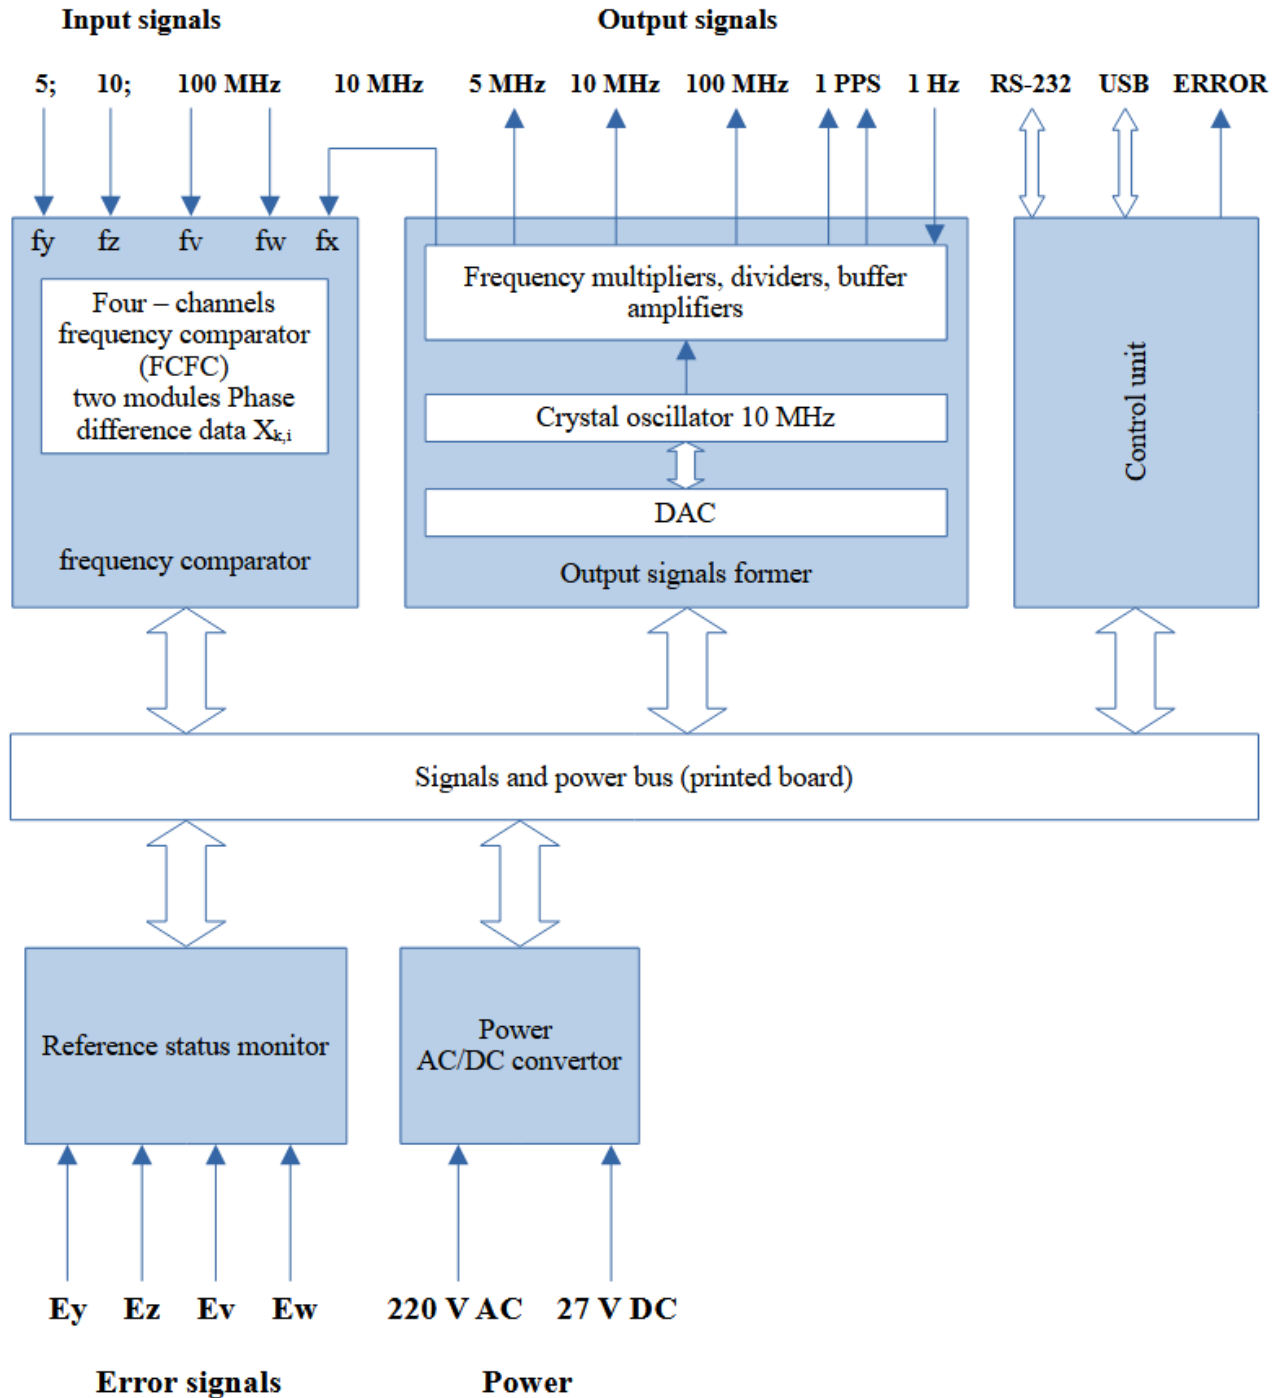 Input signals
Output signals
5; 10; 100 MHz 10 MHz 5 MHz 10 MHz 100 MHz 1 PPS 1 Hz RS-232 USB ERROR
fy fz fv fw fx
Four – channels
frequency comparator
(FCFC)
two modules Phase
difference data Xk,i
frequency comparator
Frequency multipliers, dividers, buffer
amplifiers
Crystal oscillator 10 MHz
DAC
Output signals former
Control unit
Signals and power bus (printed board)
Reference status monitor
Power
AC/DC convertor
Ey Ez Ev Ew
220 V AC 27 V DC
Error signals
Power